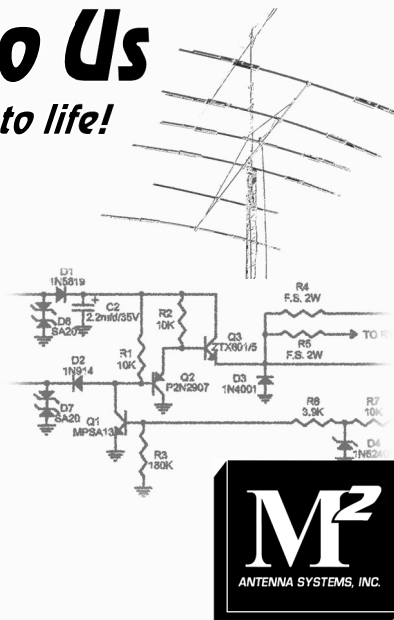 o Us
to life!
D1
1N5819
C2
2.2mfd/35V
D6
SA20
R2
10K
R1
10K
Q3
ZTX601/5
R4
F.S. 2W
R5
F.S. 2W
TO R
D2
1N914
Q2
P2N2907
D3
1N4001
D7
SA20
Q1
MPSA13
R3
180K
R6
3.9K
R7
10K
D4
M2
ANTENNA SYSTEMS, INC.